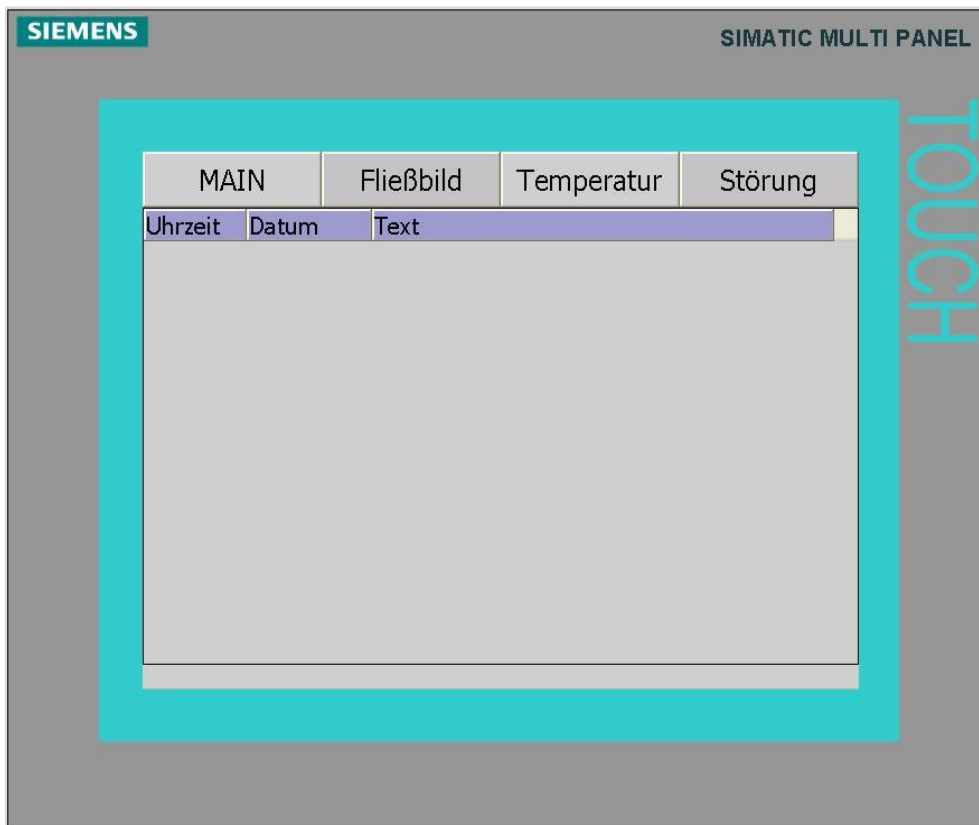 SIEMENS
SIMATIC MULTI PANEL
TOUCH
MAIN Fließbild Temperatur Störung
Uhrzeit Datum Text